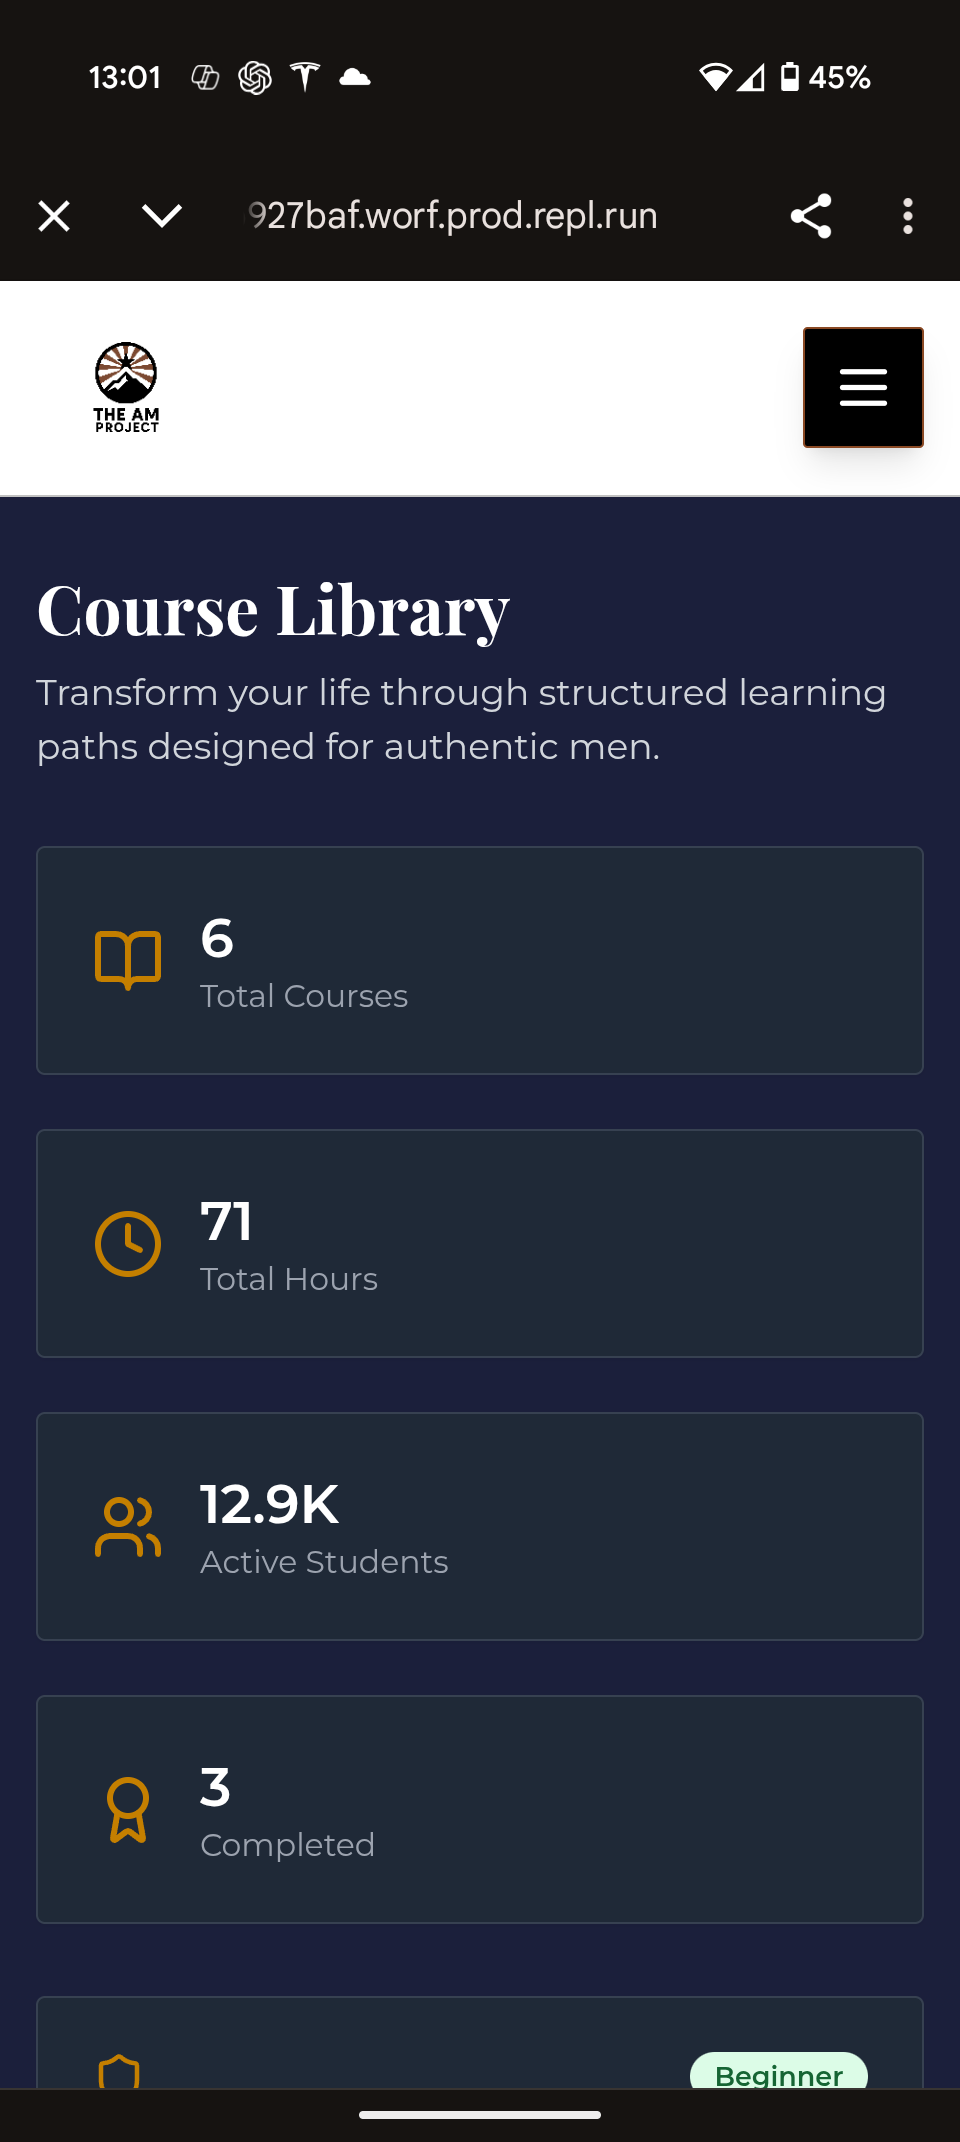 13:01
45%
927baf.worf.prod.repl.run
THE AM
PROJECT
Course Library
Transform your life through structured learning
paths designed for authentic men.
6
Total Courses
71
Total Hours
12.9K
Active Students
3
Completed
Beginner